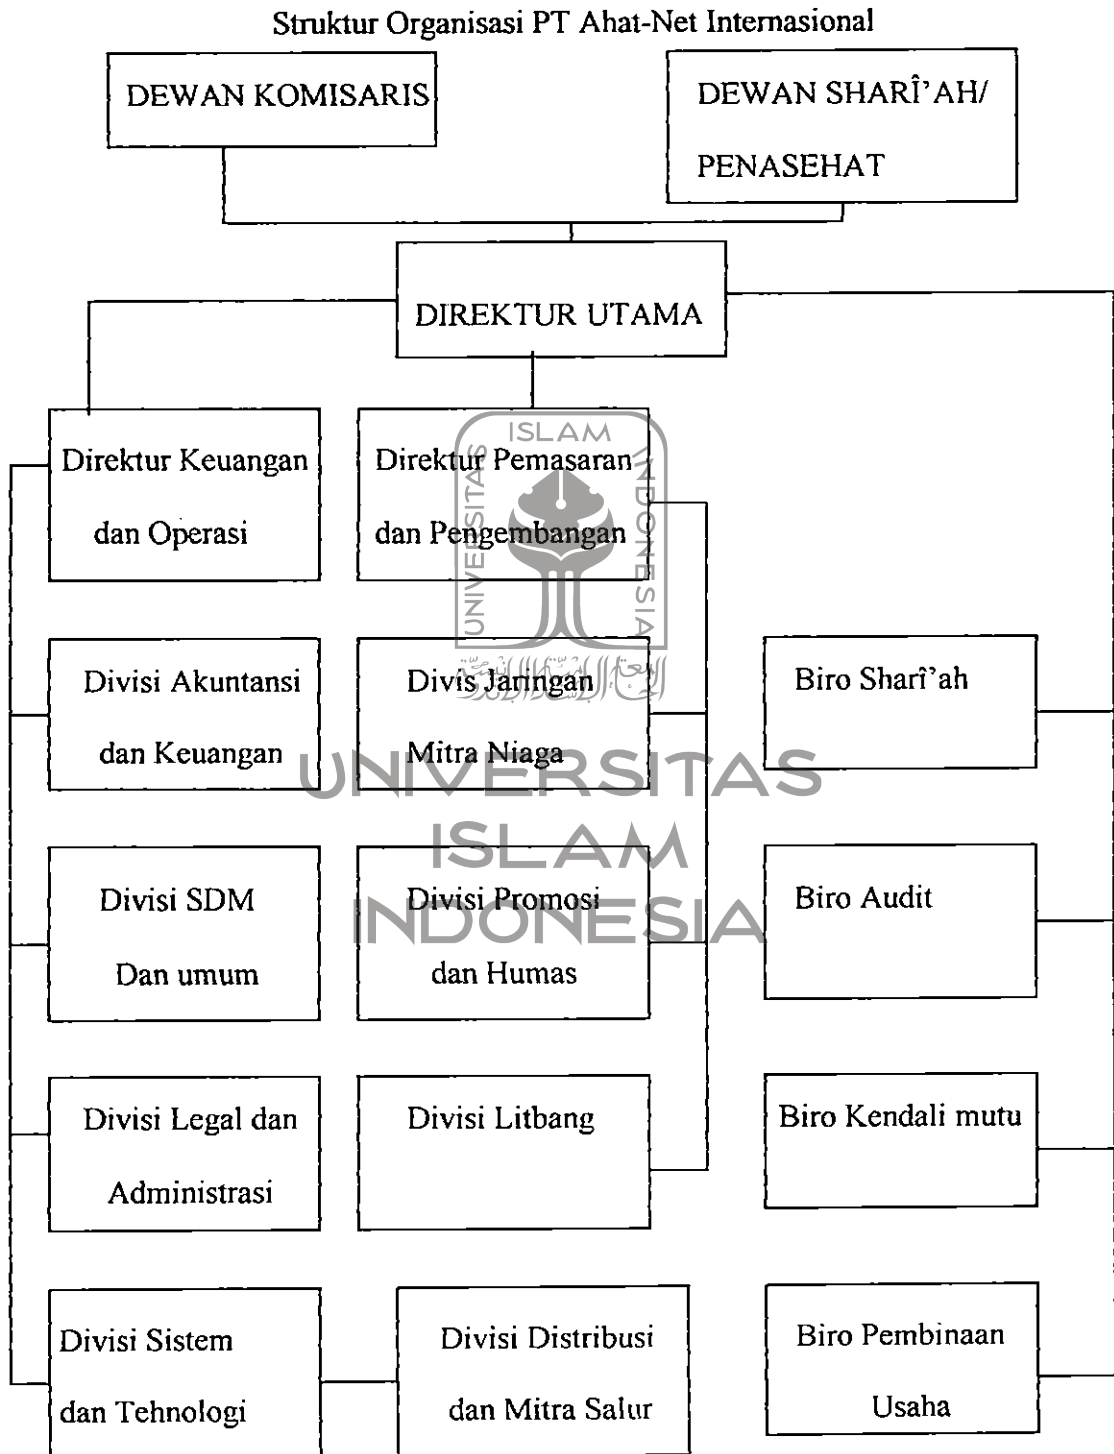 Struktur Organisasi PT Ahat-Net Internasional
DEWAN KOMISARIS
DEWAN SHARÎ’AH/
PENASEHAT
DIREKTUR UTAMA
Direktur Keuangan
dan Operasi
Direktur Pemasaran
dan Pengembangan
Divisi Akuntansi
dan Keuangan
Divis Jaringan
Mitra Niaga
Biro Sharî’ah
Divisi SDM
Dan umum
Divisi Promosi
dan Humas
Biro Audit
Divisi Legal dan
Administrasi
Divisi Litbang
Biro Kendali mutu
Divisi Sistem
dan Tehnologi
Divisi Distribusi
dan Mitra Salur
Biro Pembinaan
Usaha
UNIVERSITAS
ISLAM
INDONESIA
UNIVERSITAS
ISLAM
INDONESIA